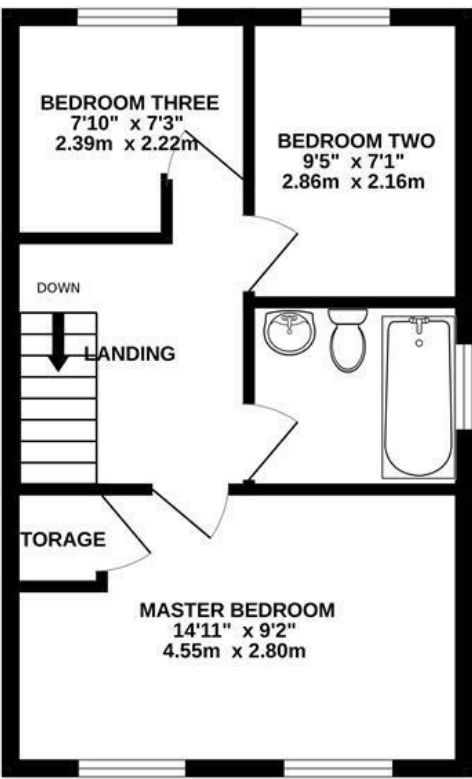 BEDROOM THREE
7'10" x 7'3"
2.39m x 2.22m
BEDROOM TWO
9'5" x 7'1"
2.86m x 2.16m
DOWN
LANDING
TORAGE
MASTER BEDROOM
14'11" x 9'2"
4.55m x 2.80m